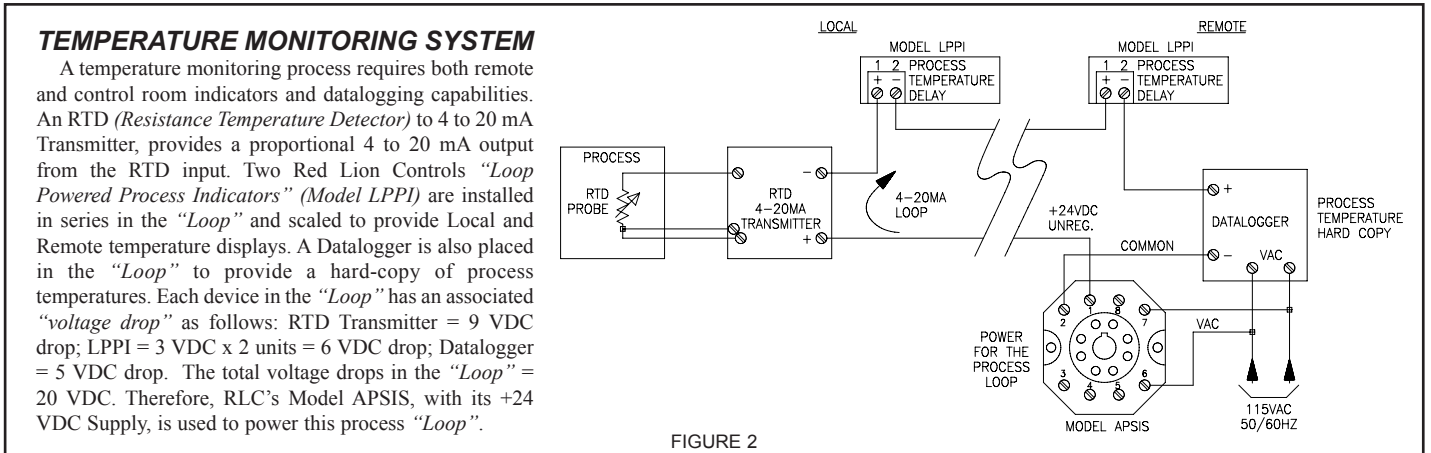 TEMPERATURE MONITORING SYSTEM
A temperature monitoring process requires both remote
and control room indicators and datalogging capabilities.
An RTD (Resistance Temperature Detector) to 4 to 20 mA
Transmitter, provides a proportional 4 to 20 mA output
from the RTD input. Two Red Lion Controls “Loop
Powered Process Indicators” (Model LPPI) are installed
in series in the “Loop” and scaled to provide Local and
Remote temperature displays. A Datalogger is also placed
in the “Loop” to provide a hard-copy of process
temperatures. Each device in the “Loop” has an associated
“voltage drop” as follows: RTD Transmitter = 9 VDC
drop; LPPI = 3 VDC x 2 units = 6 VDC drop; Datalogger
= 5 VDC drop. The total voltage drops in the “Loop” =
20 VDC. Therefore, RLC’s Model APSIS, with its +24
VDC Supply, is used to power this process “Loop”.
LOCAL
MODEL LPPI
1 2 PROCESS
+ − TEMPERATURE
DELAY
REMOTE
MODEL LPPI
1 2 PROCESS
+ − TEMPERATURE
DELAY
PROCESS
RTD
PROBE
−
RTD
4−20MA
TRANSMITTER
+
4−20MA
LOOP
+24VDC
UNREG.
COMMON
+
DATALOGGER
−
VAC
PROCESS
TEMPERATURE
HARD COPY
POWER
FOR THE
PROCESS
LOOP
1
8
2
7
3
6
4
5
VAC
MODEL APSIS
115VAC
50/60HZ
FIGURE 2